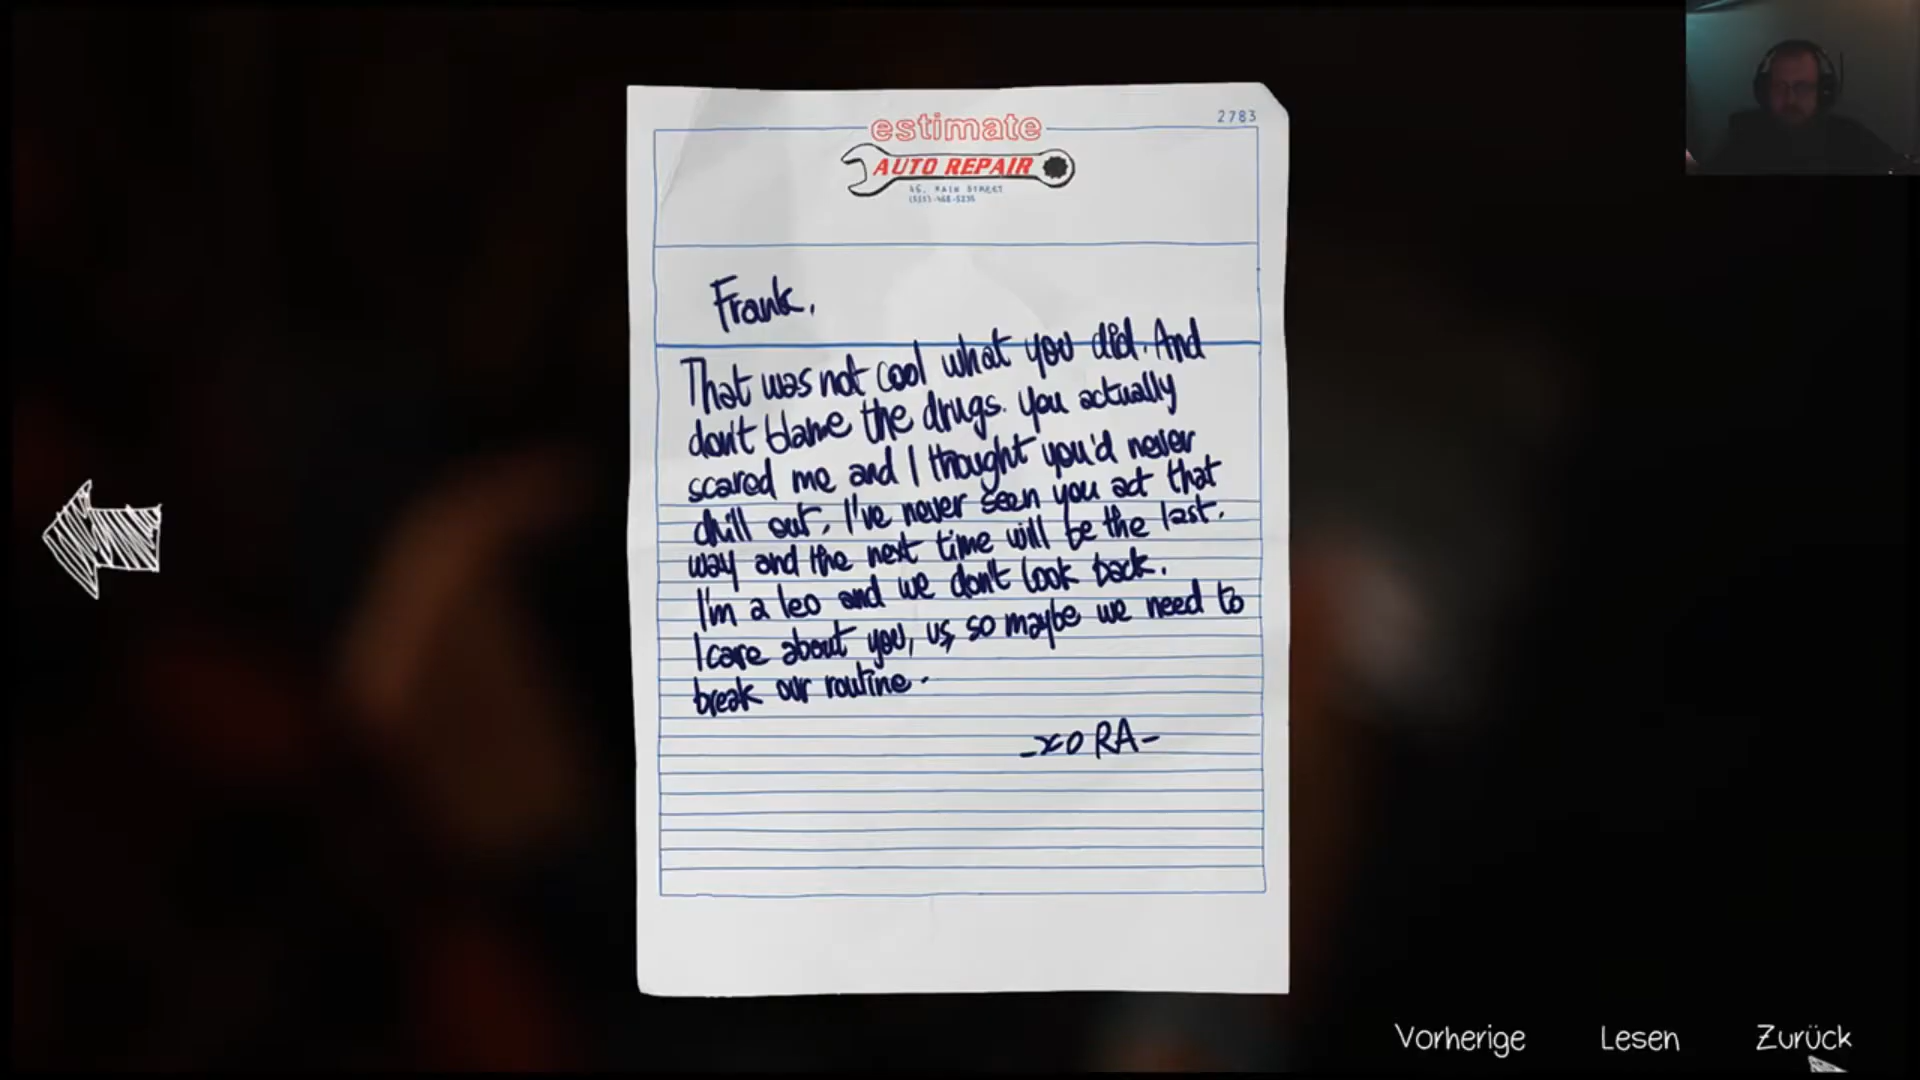 2783
estimate
AUTO REPAIR
Frank,
That was not cool what you did. And
don't blame the drugs. You actually
scared me and I thought you'd never
chill out. I've never seen you act that
way and the next time will be the last.
I'm a leo and we don't look back.
I care about you, us, so maybe we need to
break our routine.
-xo RA-
Vorherige Lesen Zurück